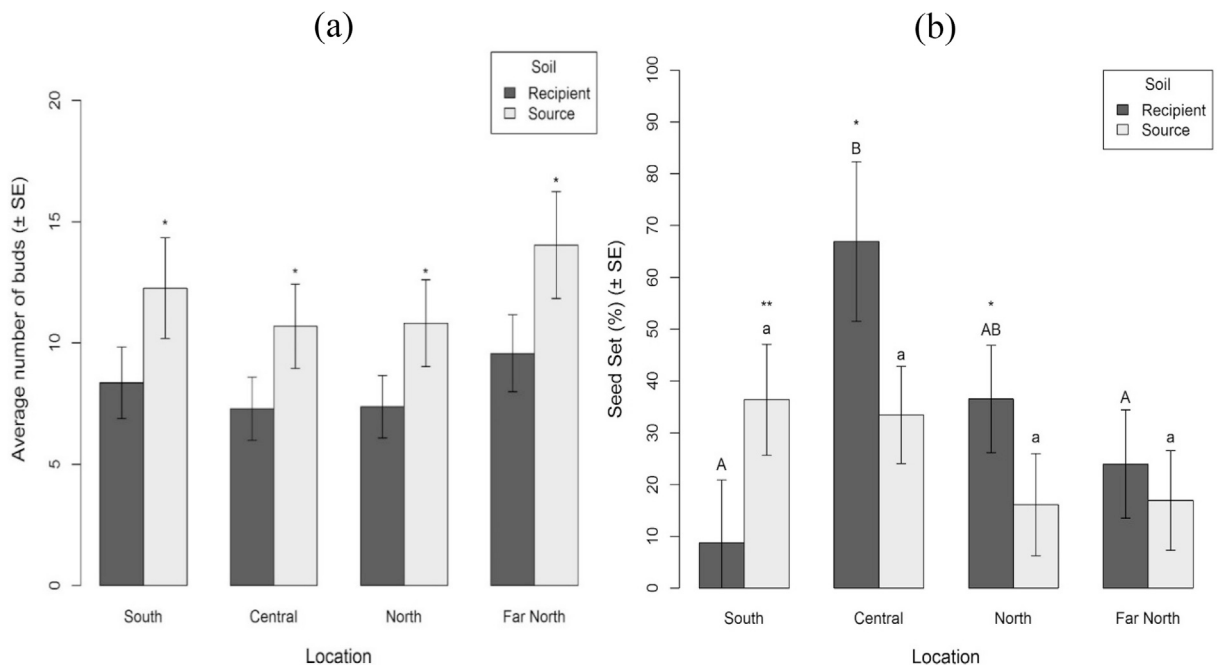 (a)
Soil
Recipient
Source
Average number of buds (± SE)
20
15
10
5
0
*
*
*
*
South
Central
North
Far North
Location
(b)
Soil
Recipient
Source
Seed Set (%) (± SE)
100
90
80
70
60
50
40
30
20
10
0
A
**
a
*
B
a
*
AB
a
A
a
South
Central
North
Far North
Location